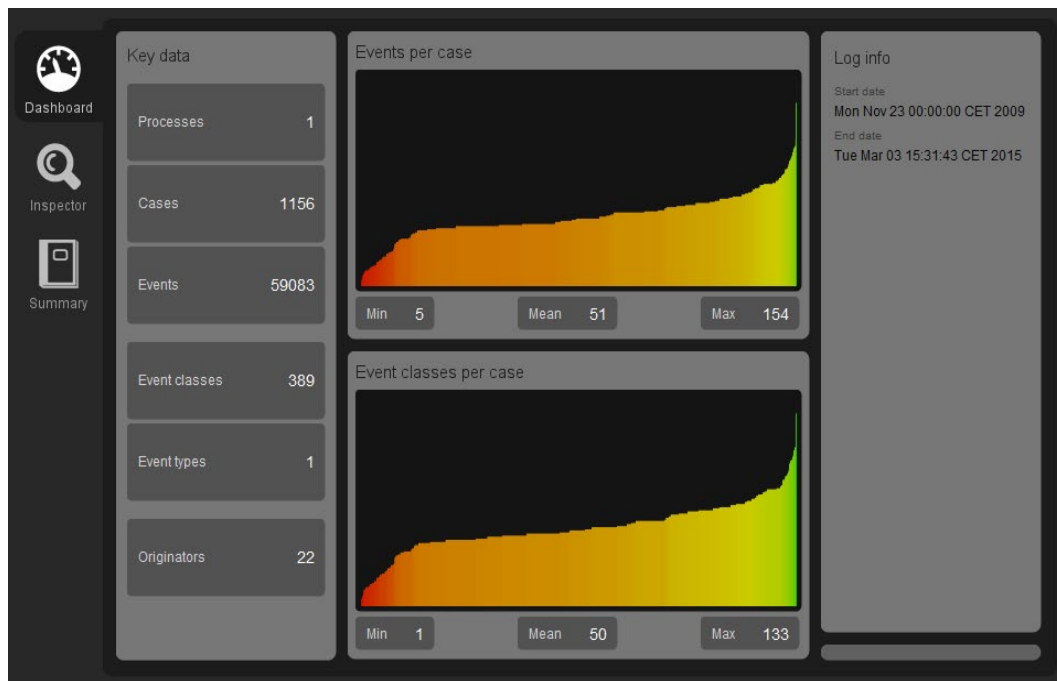 Dashboard
Inspector
Summary
Key data
Processes 1
Cases 1156
Events 59083
Event classes 389
Event types 1
Originators 22
Events per case
Min 5 Mean 51 Max 154
Event classes per case
Min 1 Mean 50 Max 133
Log info
Start date
Mon Nov 23 00:00:00 CET 2009
End date
Tue Mar 03 15:31:43 CET 2015